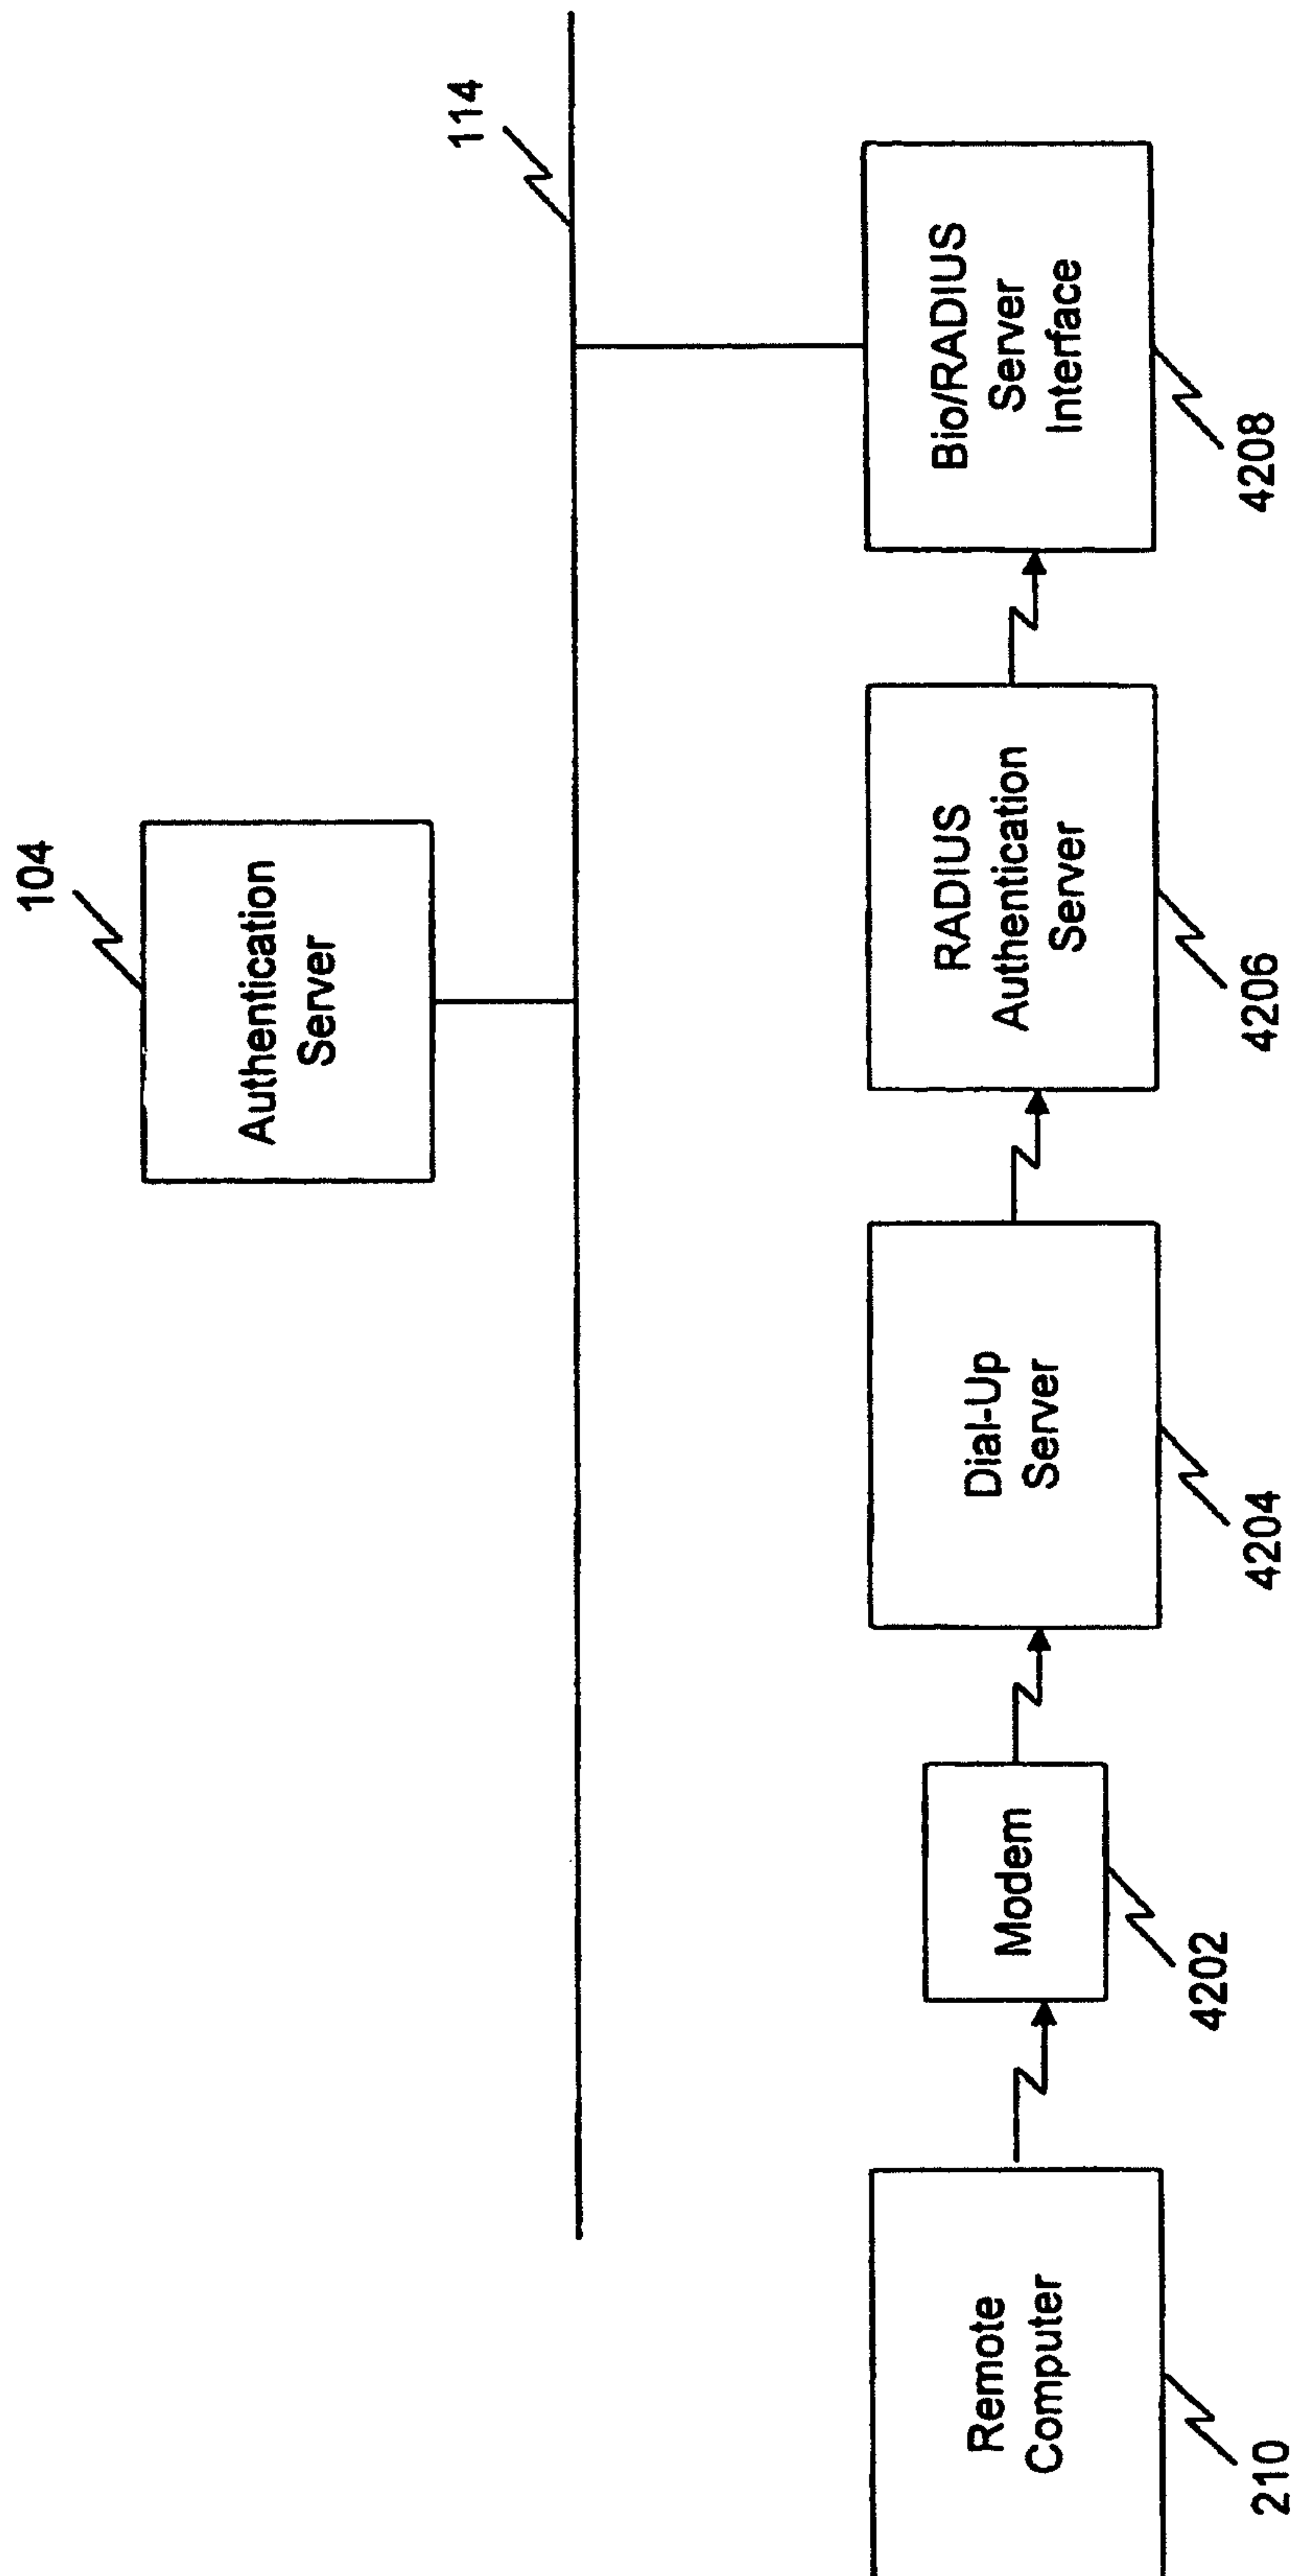 104
Authentication
Server
114
Remote
Computer
210
Modem
4202
Dial-Up
Server
4204
RADIUS
Authentication
Server
4206
Bio/RADIUS
Server
Interface
4208